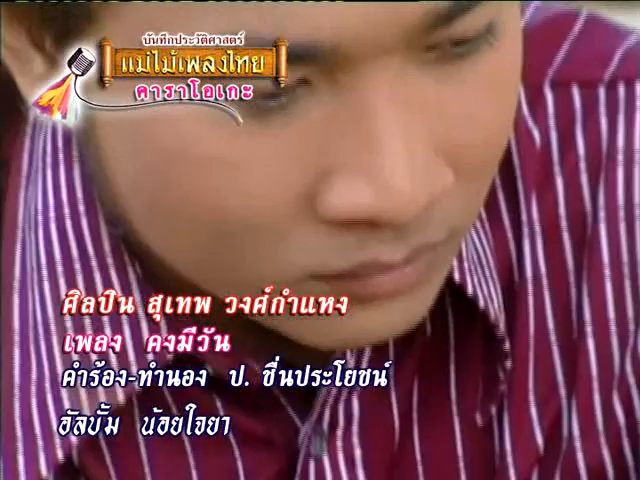 บันทึกประวัติศาสตร์
แม่ไม้เพลงไทย
คาราโอเกะ
ศิลปิน สุเทพ วงศ์กำแหง
เพลง คงมีวัน
คำร้อง-ทำนอง ป. ชื่นประโยชน์
อัลบั้ม น้อยใจยา